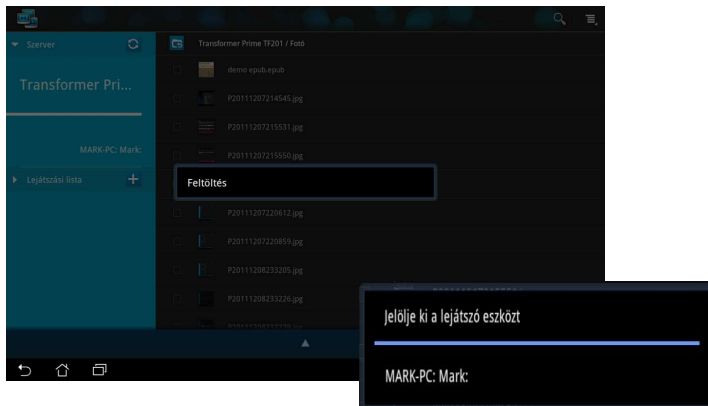 Szerver
Transformer Prime TF201 / Fotó
demo epub.epub
Transformer Pri...
P20111207214545.jpg
P20111207215531.jpg
MARK-PC: Mark:
P20111207215550.jpg
Lejátszási lista
Feltöltés
P20111207220612.jpg
P20111207220859.jpg
P20111208233205.jpg
P20111208233226.jpg
Jelölje ki a lejátszó eszközt
MARK-PC: Mark: